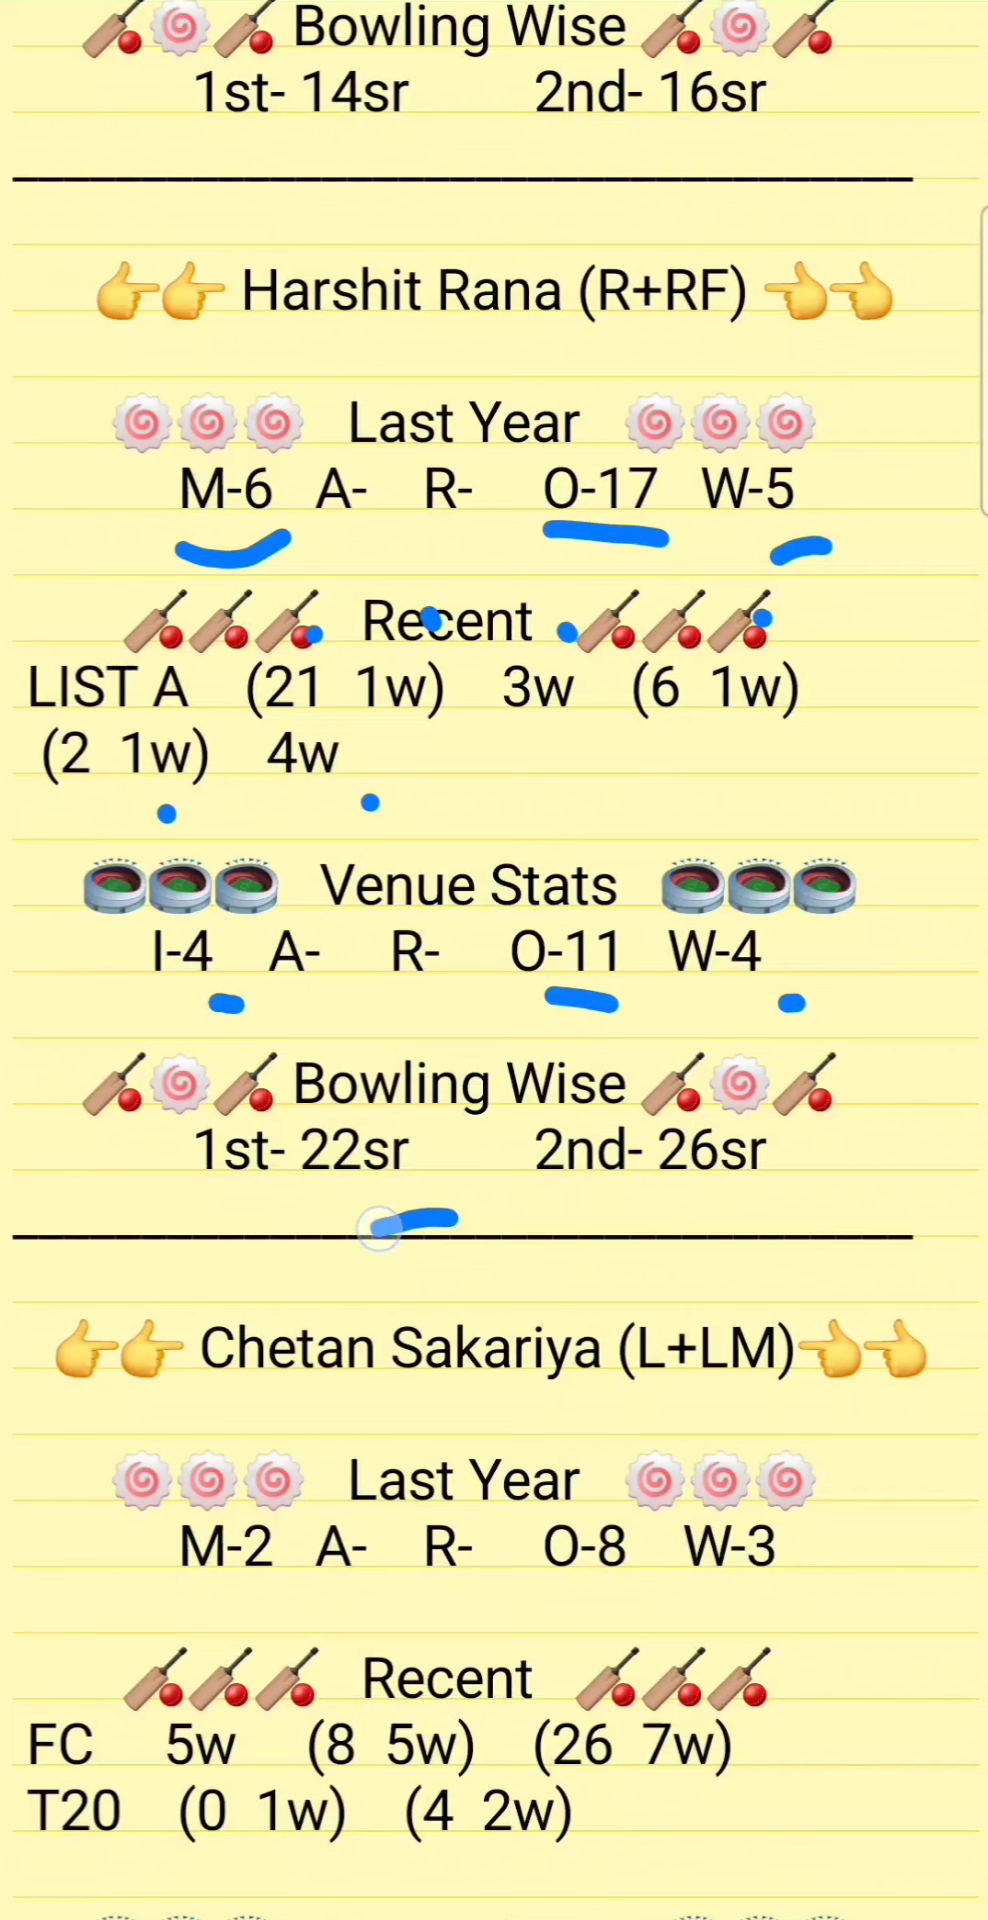 Bowling Wise
1st- 14sr 2nd- 16sr
Harshit Rana (R+RF)
Last Year
M-6 A- R- O-17 W-5
Recent
LIST A (21 1w) 3w (6 1w)
(2 1w) 4w
Venue Stats
I-4 A- R- O-11 W-4
Bowling Wise
1st- 22sr 2nd- 26sr
Chetan Sakariya (L+LM)
Last Year
M-2 A- R- O-8 W-3
Recent
FC 5w (8 5w) (26 7w)
T20 (0 1w) (4 2w)